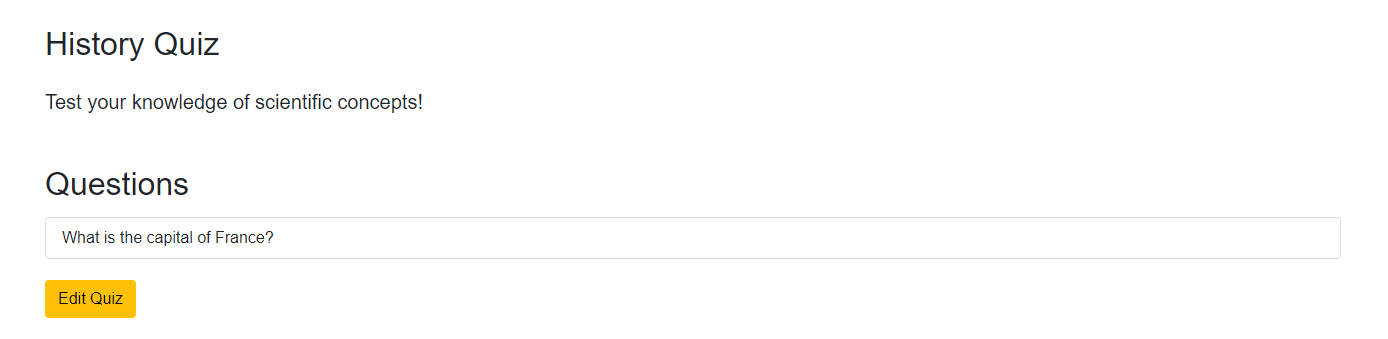 History Quiz
Test your knowledge of scientific concepts!
Questions
What is the capital of France?
Edit Quiz